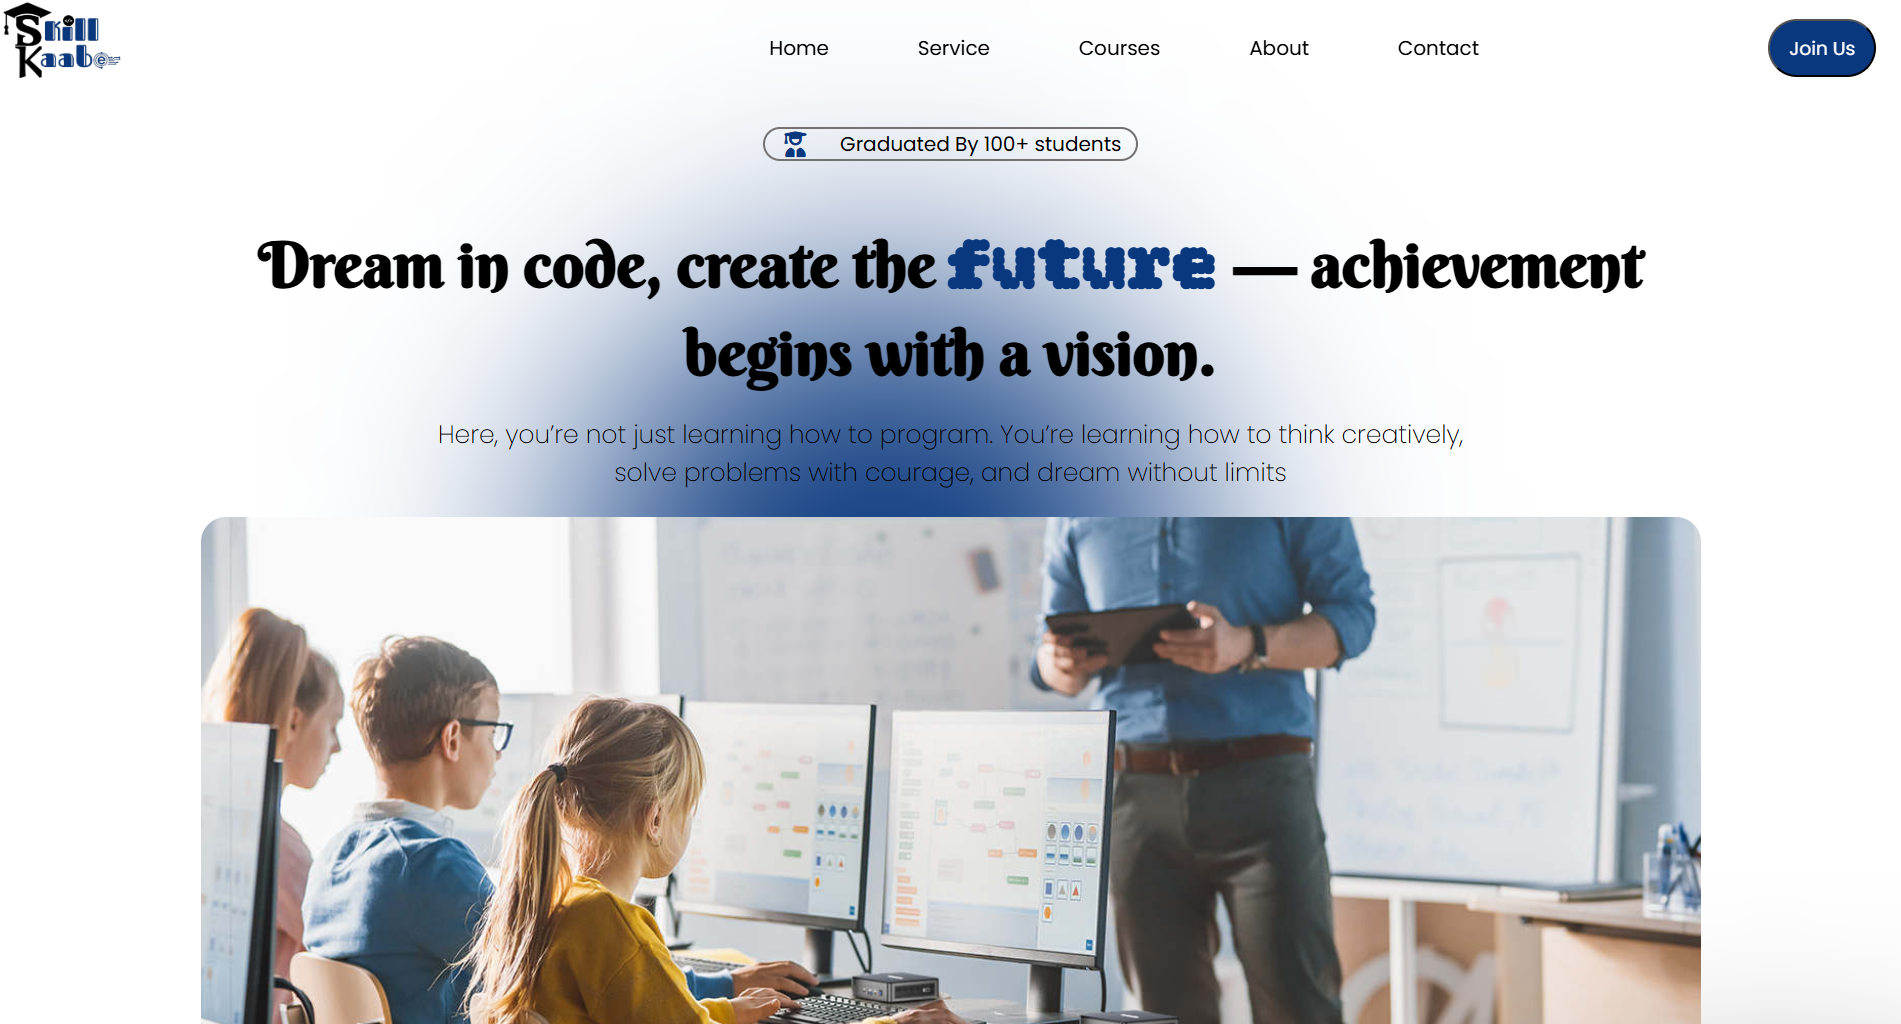 Skill
Kaabe
Home
Service
Courses
About
Contact
Join Us
Graduated By 100+ students
Dream in code, create the future — achievement
begins with a vision.
Here, you’re not just learning how to program. You’re learning how to think creatively,
solve problems with courage, and dream without limits